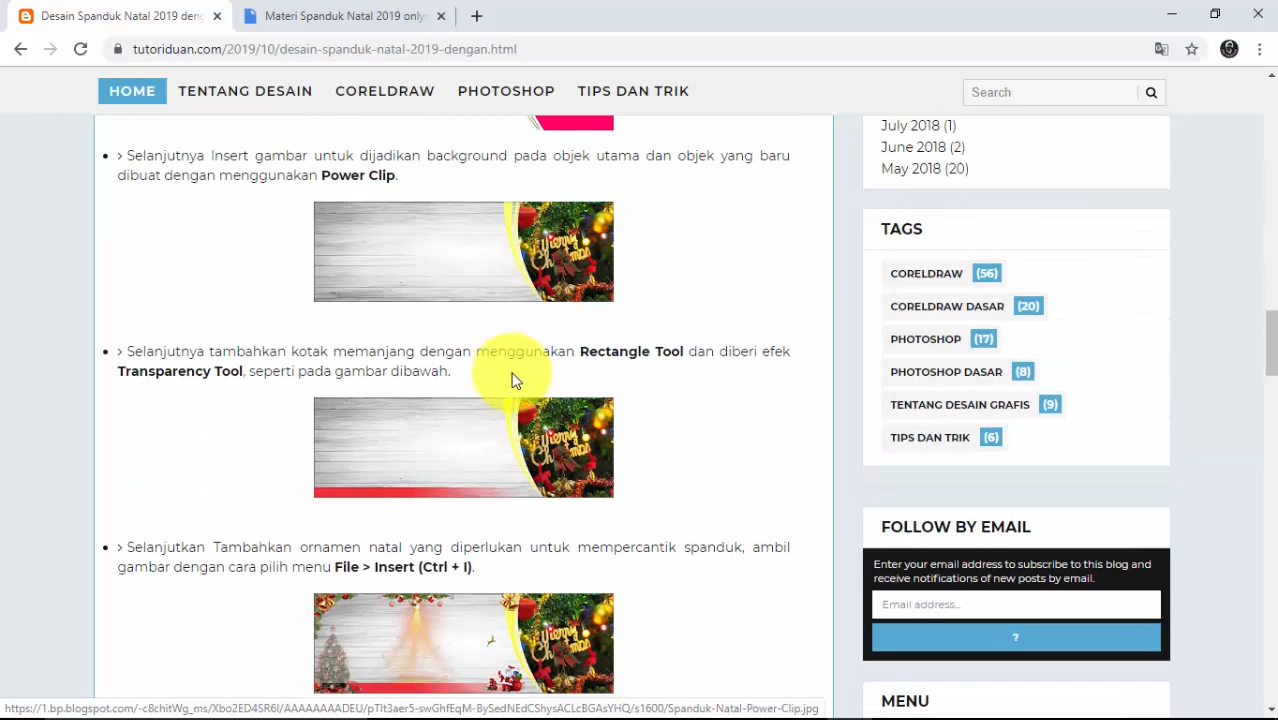 Desain Spanduk Natal 2019 deng
Materi Spanduk Natal 2019 only
tutoriduan.com/2019/10/desain-spanduk-natal-2019-dengan.html
HOME
TENTANG DESAIN
CORELDRAW
PHOTOSHOP
TIPS DAN TRIK
Search
> Selanjutnya Insert gambar untuk dijadikan background pada objek utama dan objek yang baru
dibuat dengan menggunakan Power Clip.
Merry
Christmas
> Selanjutnya tambahkan kotak memanjang dengan menggunakan Rectangle Tool dan diberi efek
Transparency Tool, seperti pada gambar dibawah.
Merry
Christmas
> Selanjutkan Tambahkan ornamen natal yang diperlukan untuk mempercantik spanduk, ambil
gambar dengan cara pilih menu File > Insert (Ctrl + I).
Merry
Christmas
July 2018 (1)
June 2018 (2)
May 2018 (20)
TAGS
CORELDRAW (56)
CORELDRAW DASAR (20)
PHOTOSHOP (17)
PHOTOSHOP DASAR (8)
TENTANG DESAIN GRAFIS (9)
TIPS DAN TRIK (6)
FOLLOW BY EMAIL
Enter your email address to subscribe to this blog and
receive notifications of new posts by email.
Email address...
?
MENU
https://1.bp.blogspot.com/-c8chitWg_ms/Xbo2ED4SR6I/AAAAAAAADEU/pTIt3aer5-swGhfEqM-BySedNEdCShysACLcBGAsYHQ/s1600/Spanduk-Natal-Power-Clip.jpg